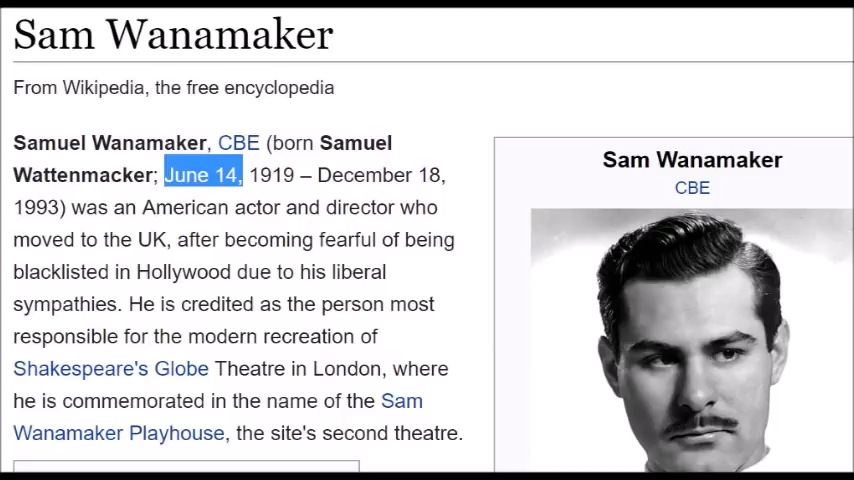 Sam Wanamaker
From Wikipedia, the free encyclopedia
Samuel Wanamaker, CBE (born Samuel
Wattenmacker; June 14, 1919 – December 18,
1993) was an American actor and director who
moved to the UK, after becoming fearful of being
blacklisted in Hollywood due to his liberal
sympathies. He is credited as the person most
responsible for the modern recreation of
Shakespeare's Globe Theatre in London, where
he is commemorated in the name of the Sam
Wanamaker Playhouse, the site's second theatre.
Sam Wanamaker
CBE